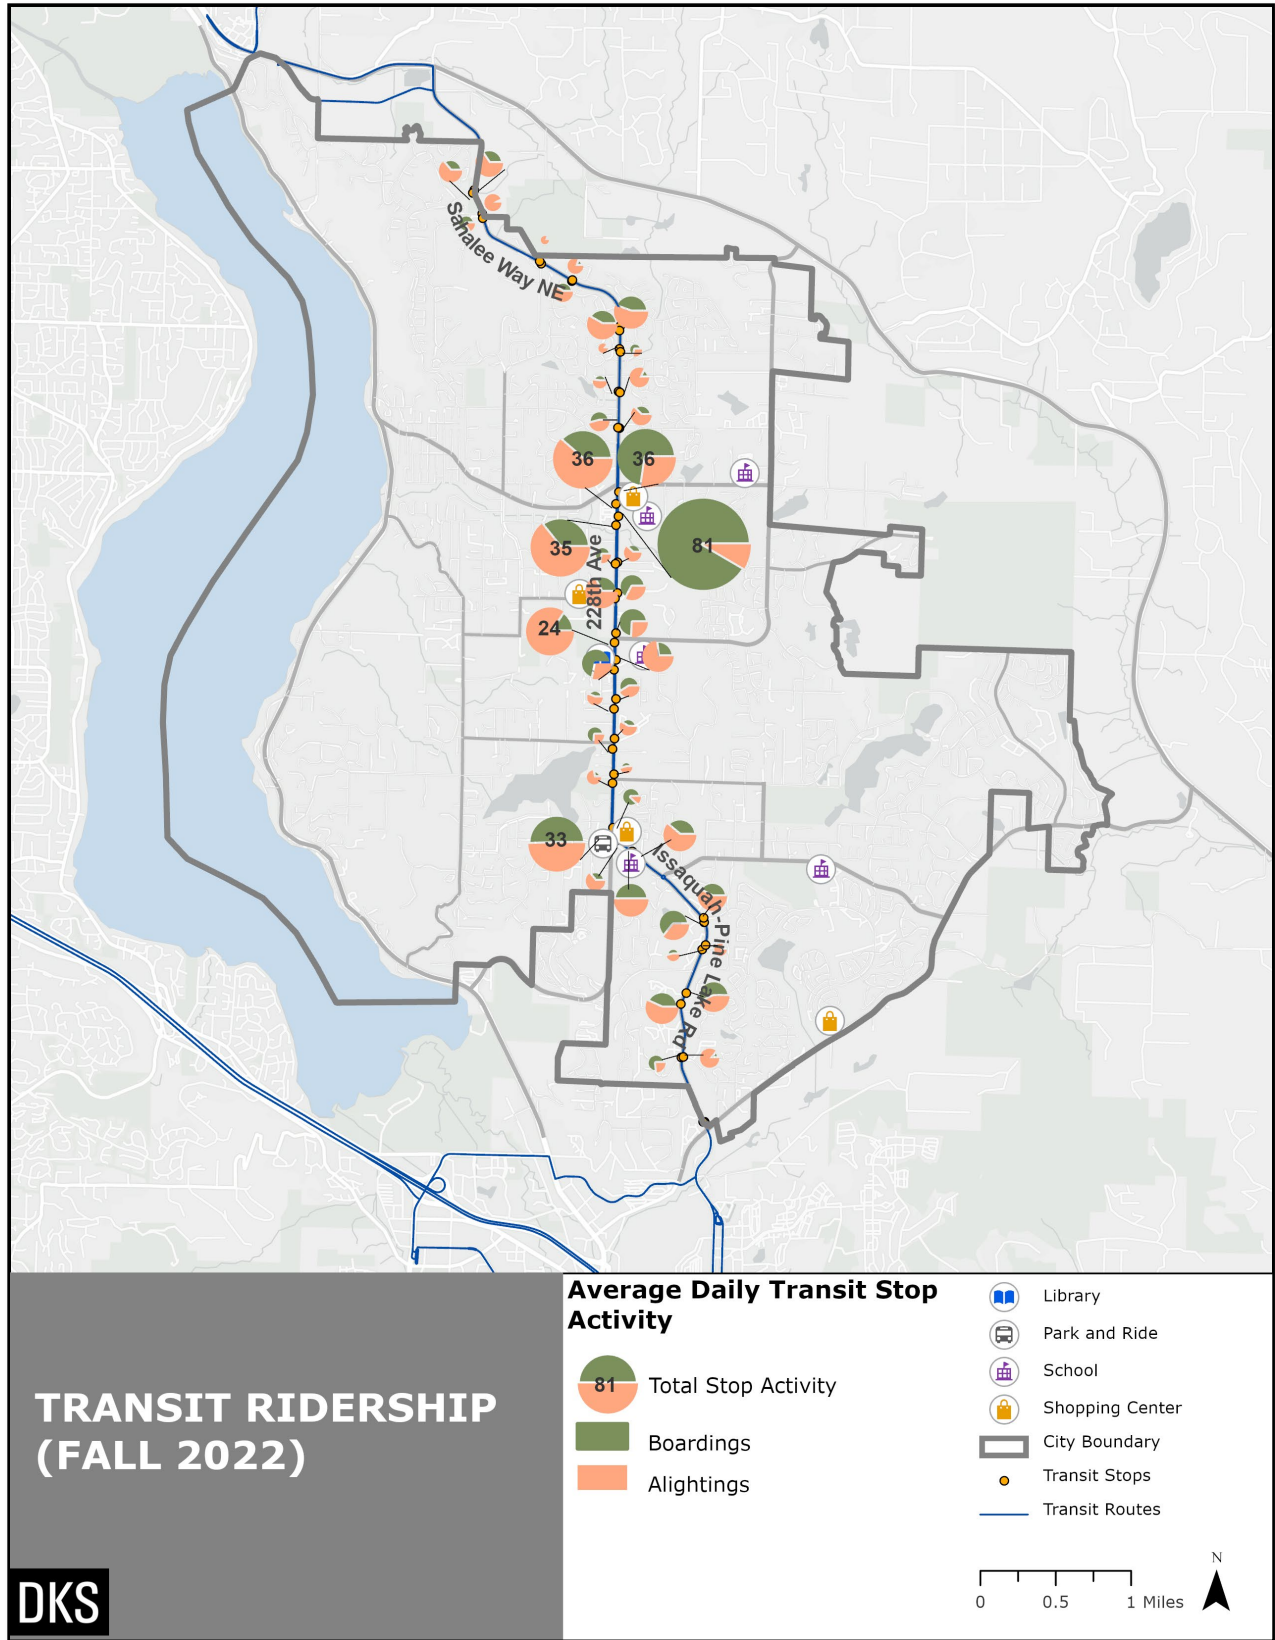 Sahalee Way NE
36
36
81
35
228th Ave
24
33
Issaquah-Pine Lake Rd
TRANSIT RIDERSHIP
(FALL 2022)
DKS
Average Daily Transit Stop
Activity
81
Total Stop Activity
Boardings
Alightings
Library
Park and Ride
School
Shopping Center
City Boundary
Transit Stops
Transit Routes
N
0 0.5 1 Miles